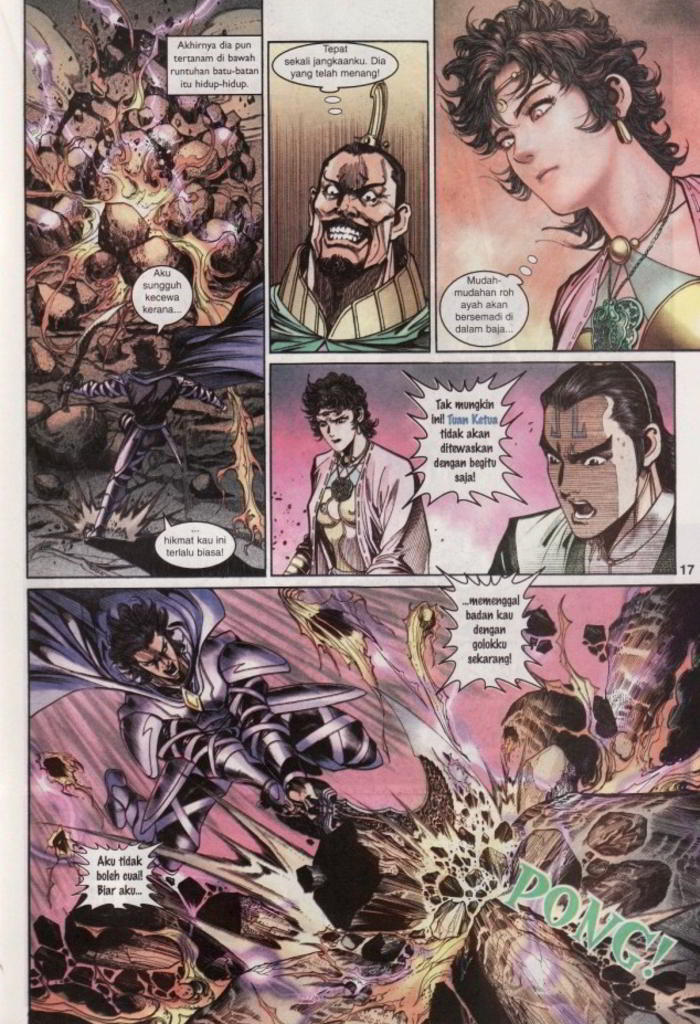 Akhirnya dia pun
tertanam di bawah
runtuhan batu-batan
itu hidup-hidup.
Aku
sungguh
kecewa
kerana...
...
hikmat kau ini
terlalu biasa!
Tepat
sekali jangkaanku. Dia
yang telah menang!
Mudah-
mudahan roh
ayah akan
bersemadi di
dalam baja...
Tak mungkin
ini! Tuan Ketua
tidak akan
ditewaskan
dengan begitu
saja!
17
Aku tidak
boleh cuai!
Biar aku...
...memenggal
badan kau
dengan
golokku
sekarang!
PONG!